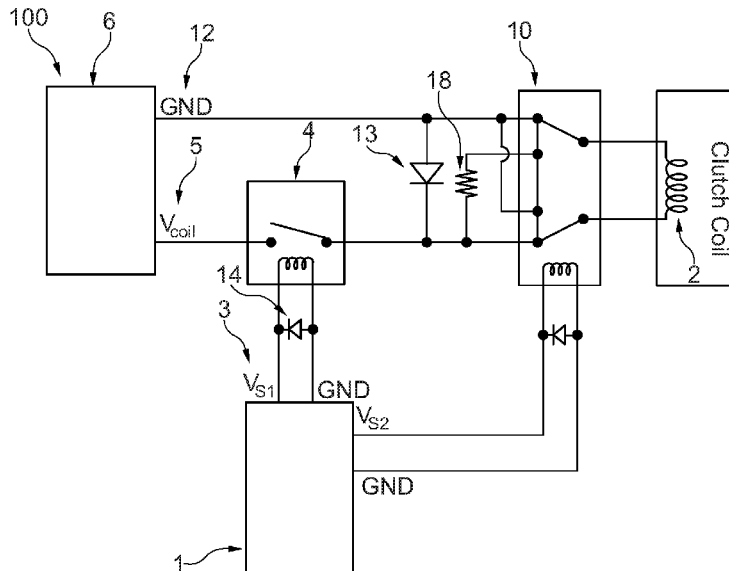 100
6
12
10
GND
18
4
13
5
V_coil
Clutch Coil
2
14
3
V_S1
GND
V_S2
GND
1